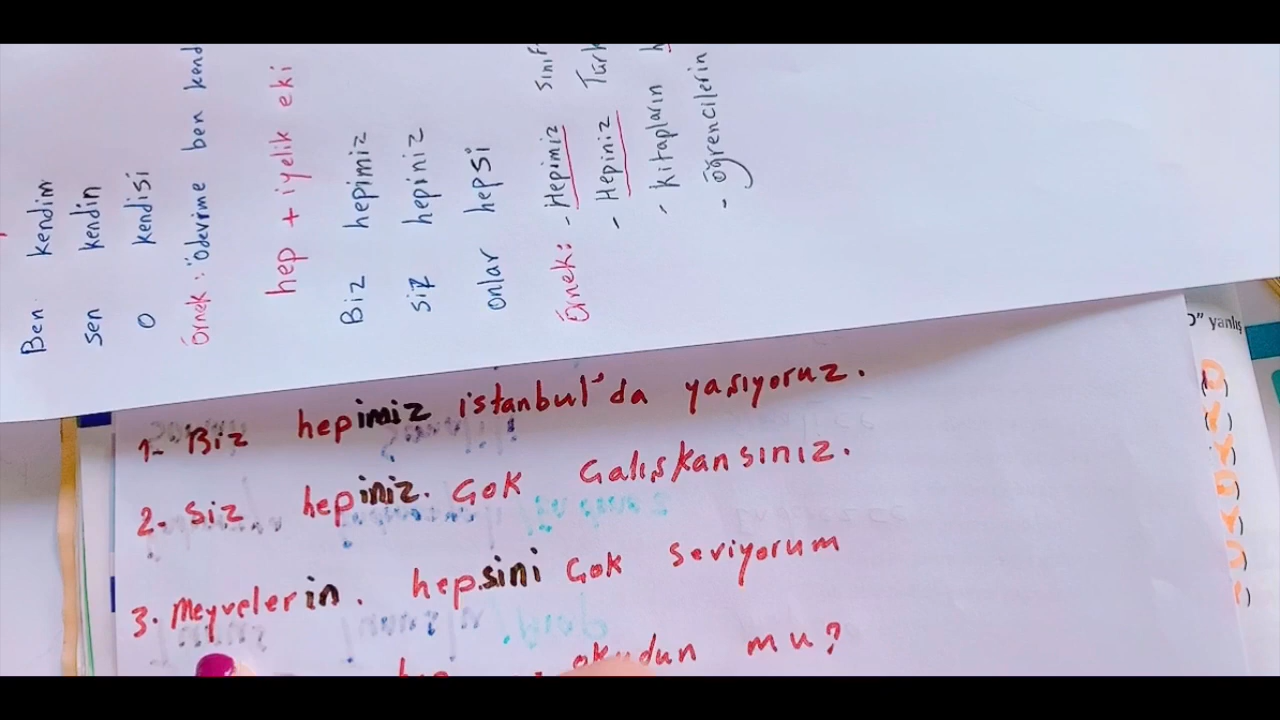 Ben kendim
sen kendin
O kendisi
Örnek: Ödevime ben
hep + iyelik eki
Biz hepimiz
siz hepiniz
onlar hepsi
Örnek: - Hepimiz
- Hepiniz
- kitapların
- öğrencilerin
1- Biz hepimiz istanbul'da yaşıyoruz.
2- Siz hepiniz. Çok Çalışkansınız.
3. Meyvelerin. hepsini Çok seviyorum
okudun mu?
yanlış